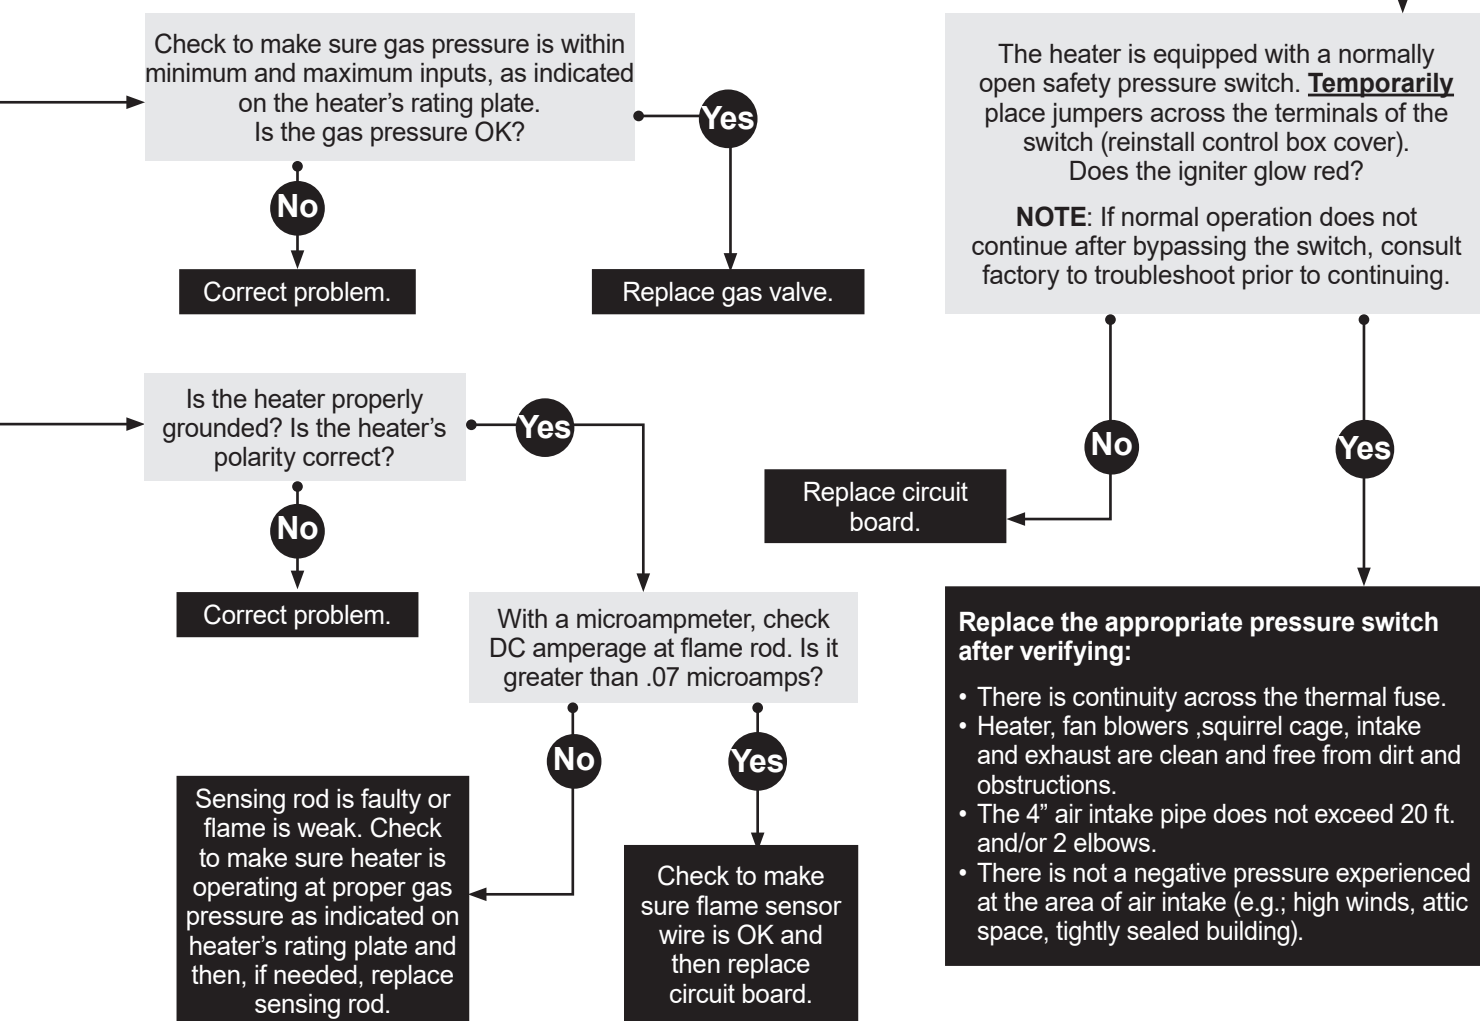 Check to make sure gas pressure is within
minimum and maximum inputs, as indicated
on the heater's rating plate.
Is the gas pressure OK?
Yes
No
Correct problem.
Replace gas valve.
The heater is equipped with a normally
open safety pressure switch. Temporarily
place jumpers across the terminals of the
switch (reinstall control box cover).
Does the igniter glow red?
NOTE: If normal operation does not
continue after bypassing the switch, consult
factory to troubleshoot prior to continuing.
No
Yes
Replace circuit
board.
Is the heater properly
grounded? Is the heater's
polarity correct?
Yes
No
Correct problem.
With a microampmeter, check
DC amperage at flame rod. Is it
greater than .07 microamps?
No
Yes
Sensing rod is faulty or
flame is weak. Check
to make sure heater is
operating at proper gas
pressure as indicated on
heater's rating plate and
then, if needed, replace
sensing rod.
Check to make
sure flame sensor
wire is OK and
then replace
circuit board.
Replace the appropriate pressure switch
after verifying:
• There is continuity across the thermal fuse.
• Heater, fan blowers ,squirrel cage, intake
and exhaust are clean and free from dirt and
obstructions.
• The 4” air intake pipe does not exceed 20 ft.
and/or 2 elbows.
• There is not a negative pressure experienced
at the area of air intake (e.g.; high winds, attic
space, tightly sealed building).